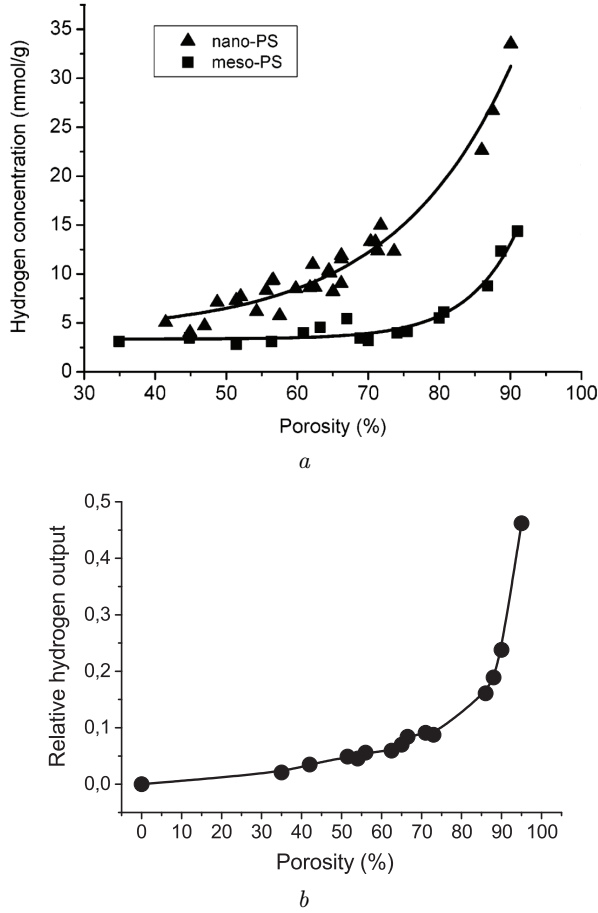 35
30
25
20
15
10
5
0
Hydrogen concentration (mmol/g)
nano-PS
meso-PS
30 40 50 60 70 80 90 100
Porosity (%)
a
0,5
0,4
0,3
0,2
0,1
0,0
Relative hydrogen output
0 10 20 30 40 50 60 70 80 90 100
Porosity (%)
b